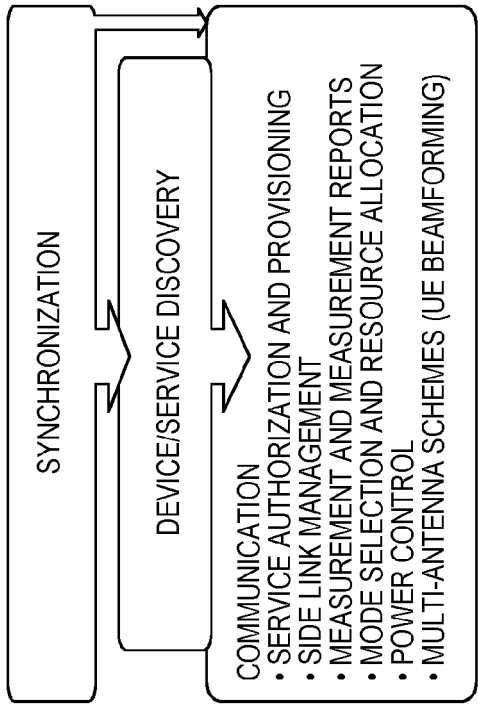 SYNCHRONIZATION
DEVICE/SERVICE DISCOVERY
COMMUNICATION
• SERVICE AUTHORIZATION AND PROVISIONING
• SIDE LINK MANAGEMENT
• MEASUREMENT AND MEASUREMENT REPORTS
• MODE SELECTION AND RESOURCE ALLOCATION
• POWER CONTROL
• MULTI-ANTENNA SCHEMES (UE BEAMFORMING)